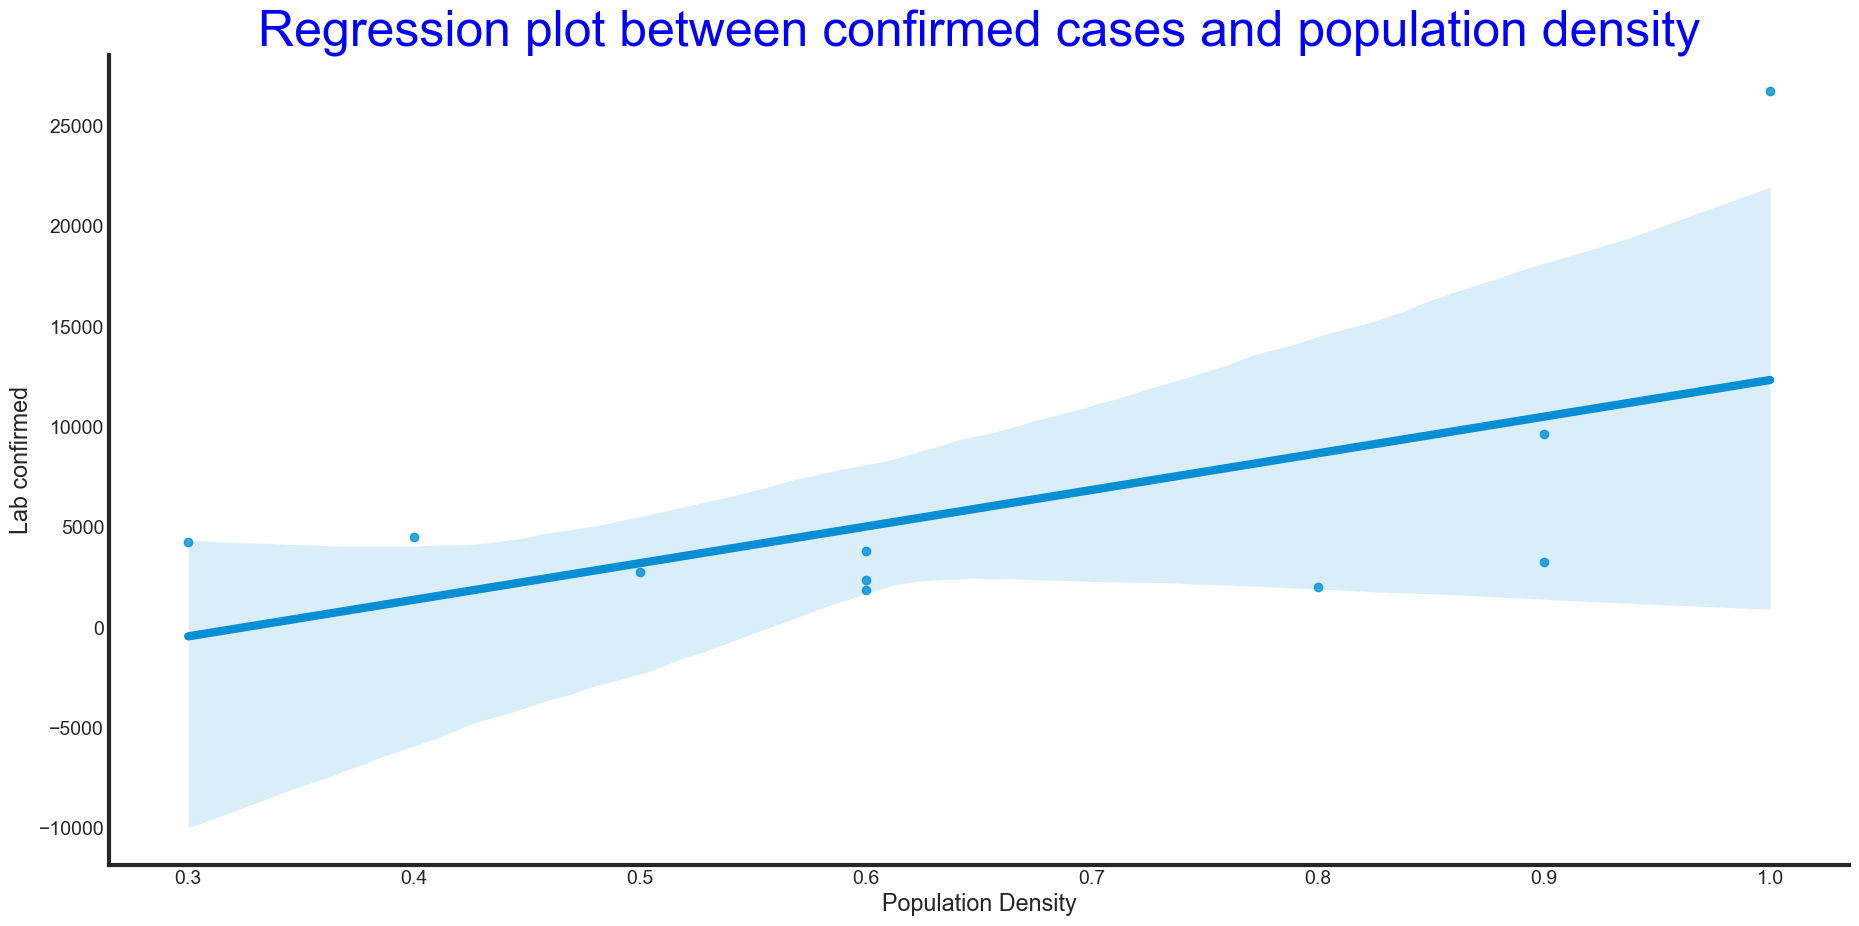 Regression plot between confirmed cases and population density
25000
20000
15000
10000
5000
0
−5000
−10000
Lab confirmed
0.3 0.4 0.5 0.6 0.7 0.8 0.9 1.0
Population Density